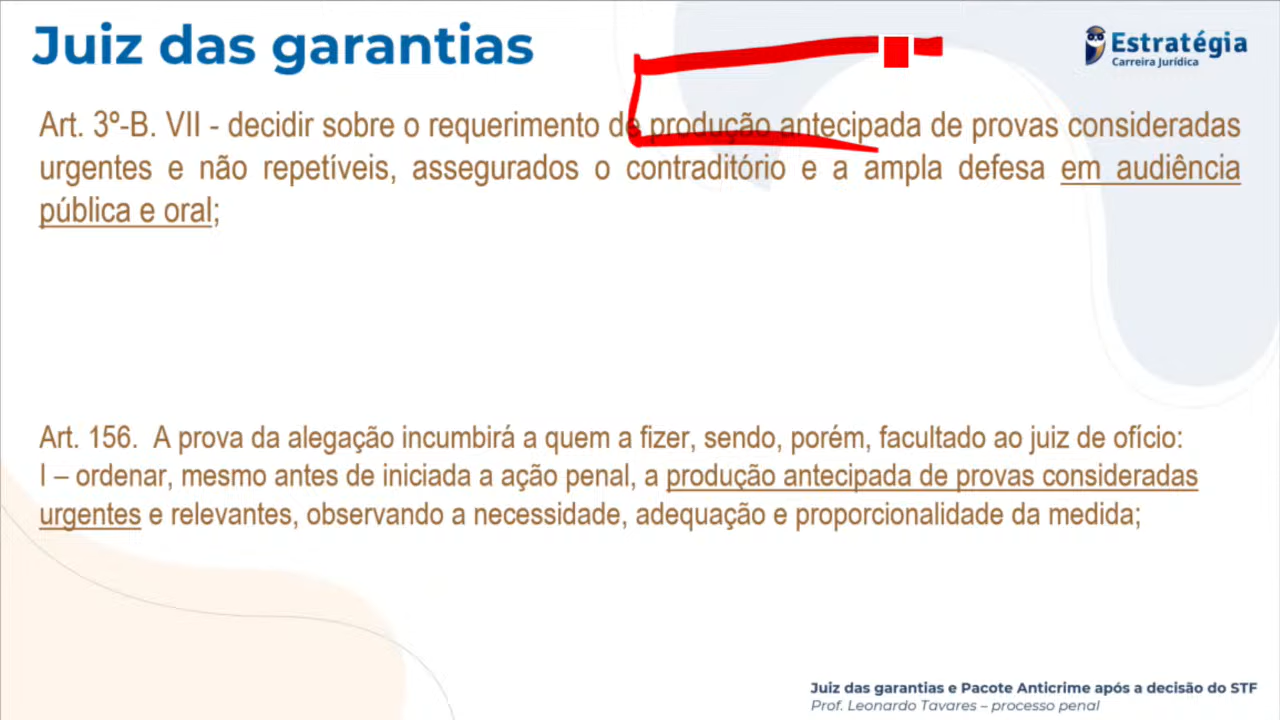 Juiz das garantias
Estratégia
Carreira Jurídica
Art. 3º-B. VII - decidir sobre o requerimento de produção antecipada de provas consideradas
urgentes e não repetíveis, assegurados o contraditório e a ampla defesa em audiência
pública e oral;
Art. 156. A prova da alegação incumbirá a quem a fizer, sendo, porém, facultado ao juiz de ofício:
I – ordenar, mesmo antes de iniciada a ação penal, a produção antecipada de provas consideradas
urgentes e relevantes, observando a necessidade, adequação e proporcionalidade da medida;
Juiz das garantias e Pacote Anticrime após a decisão do STF
Prof. Leonardo Tavares – processo penal